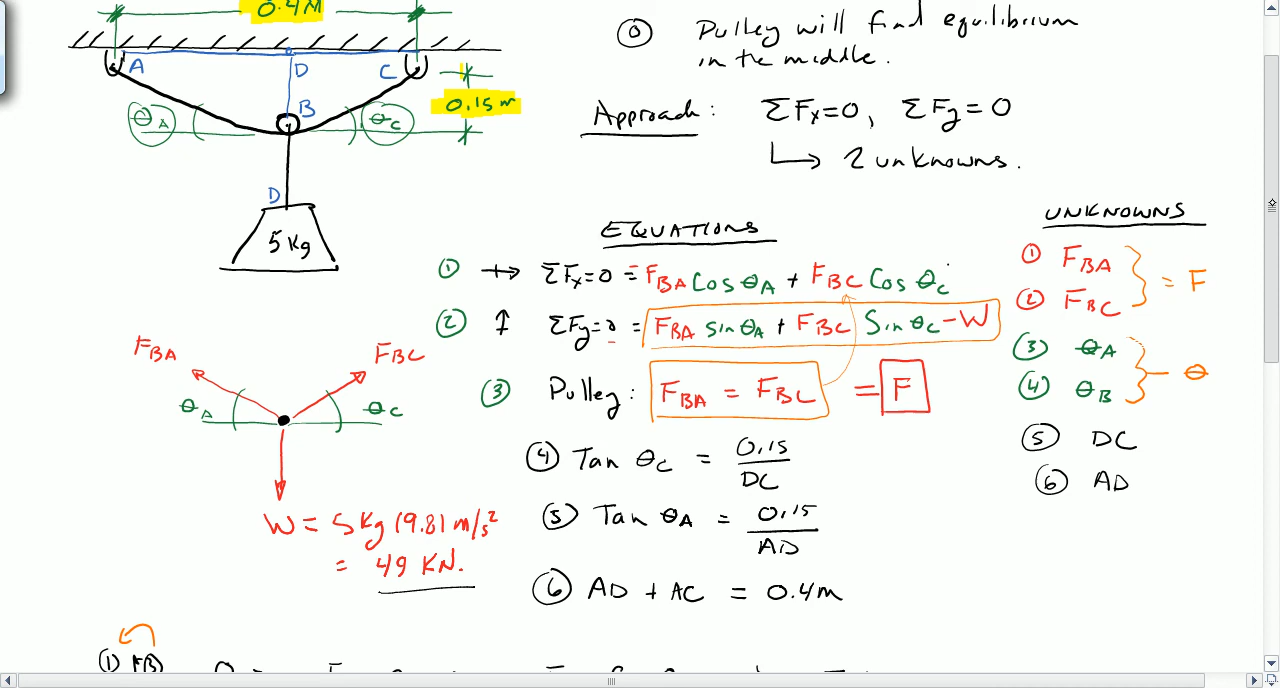 0.4M
A
D
C
B
0.15m
θA
θC
D
5Kg
⓪ Pulley will find equilibrium
in the middle.
Approach: ΣFx=0, ΣFy=0
↳ 2 unknowns.
EQUATIONS
① ΣFx=0 = -FBA Cos θA + FBC Cos θC
② ↑ ΣFy=0 = FBA sin θA + FBC Sin θC - W
③ Pulley: FBA = FBC = F
④ Tan θC = 0.15/DC
⑤ Tan θA = 0.15/AD
⑥ AD + AC = 0.4m
UNKNOWNS
① FBA
② FBC
= F
③ θA
④ θB
θ
⑤ DC
⑥ AD
FBA
FBC
θA
θC
W = 5Kg (9.81 m/s²
= 49 KN.
①